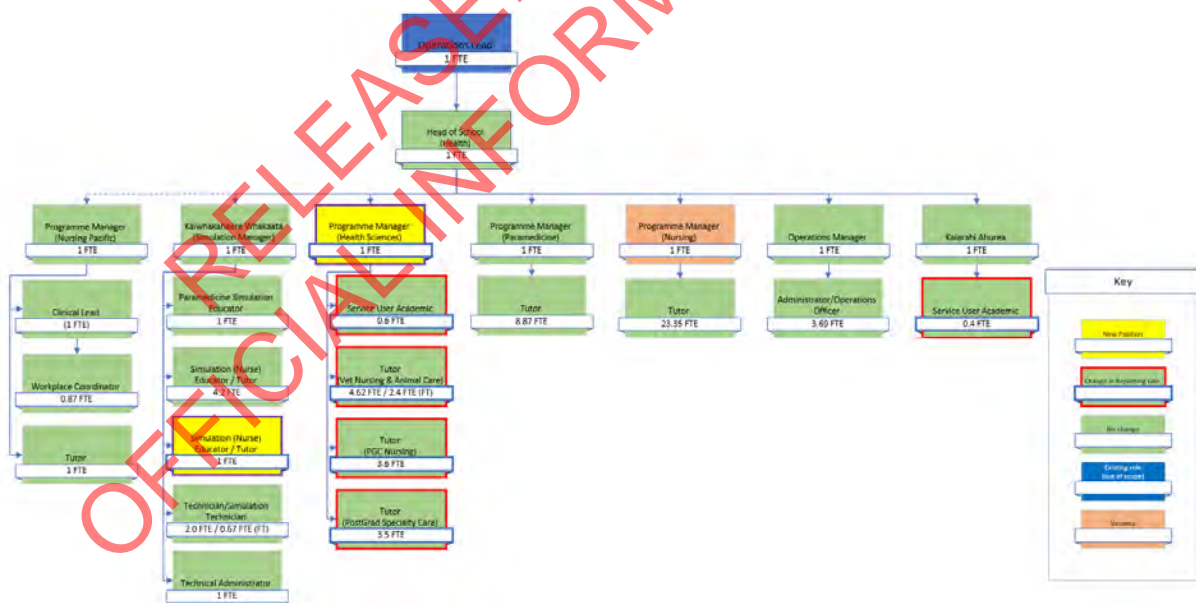 Operations Lead
1 FTE
Head of School
(Health)
1 FTE
Programme Manager
(Nursing Pacific)
1 FTE
Clinical Lead
(1 FTE)
Workplace Coordinator
0.87 FTE
Tutor
1 FTE
Kaiwhakahaere Whakaata
(Simulation Manager)
1 FTE
Paramedicine Simulation
Educator
1 FTE
Simulation (Nurse)
Educator / Tutor
4.2 FTE
Simulation (Nurse)
Educator / Tutor
1 FTE
Technician/Simulation
Technician
2.0 FTE / 0.67 FTE (FT)
Technical Administrator
1 FTE
Programme Manager
(Health Sciences)
1 FTE
Service User Academic
0.6 FTE
Tutor
(Vet Nursing & Animal Care)
4.62 FTE / 2.4 FTE (FT)
Tutor
(PGC Nursing)
3.6 FTE
Tutor
(PostGrad Specialty Care)
3.5 FTE
Programme Manager
(Paramedicine)
1 FTE
Tutor
8.87 FTE
Programme Manager
(Nursing)
1 FTE
Tutor
23.35 FTE
Operations Manager
1 FTE
Administrator/Operations
Officer
3.69 FTE
Kaiarahi Ahurea
1 FTE
Service User Academic
0.4 FTE
Key
New Position
Change in Reporting Line
No change
Existing role
(out of scope)
Vacancy
RELEASE
OFFICIAL INFORM